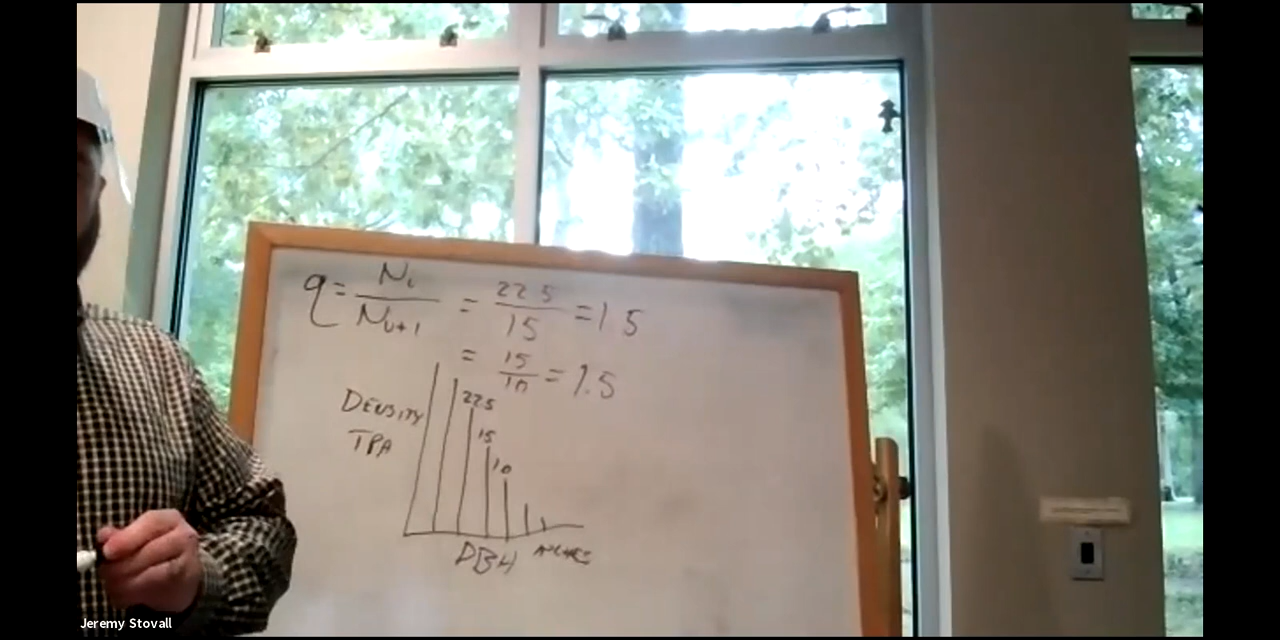 q = Ni / Ni+1 = 22.5 / 15 = 1.5
= 15 / 10 = 1.5
DENSITY
TPA
22.5
15
10
DBH INCHES
Jeremy Stovall